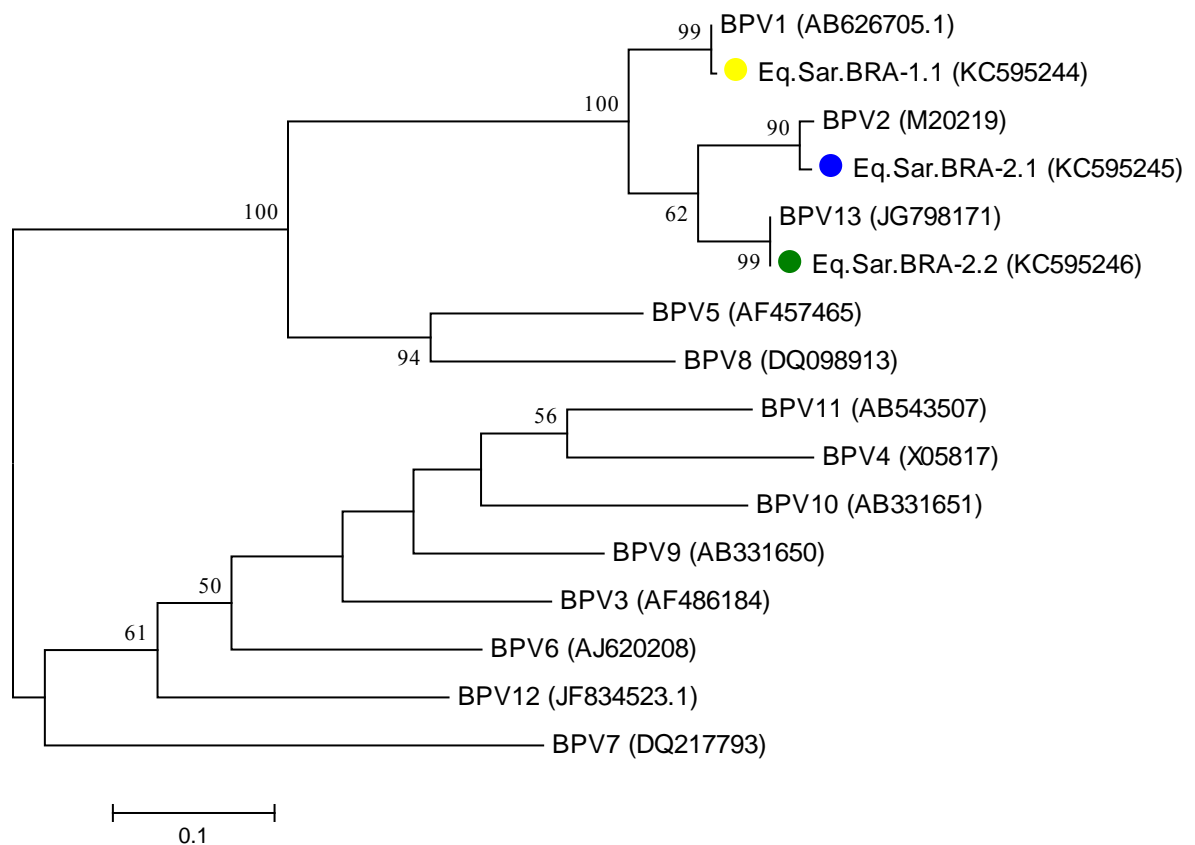 BPV1 (AB626705.1)
99
Eq.Sar.BRA-1.1 (KC595244)
100
BPV2 (M20219)
90
Eq.Sar.BRA-2.1 (KC595245)
62
BPV13 (JG798171)
99
Eq.Sar.BRA-2.2 (KC595246)
100
BPV5 (AF457465)
94
BPV8 (DQ098913)
BPV11 (AB543507)
56
BPV4 (X05817)
BPV10 (AB331651)
BPV9 (AB331650)
50
BPV3 (AF486184)
61
BPV6 (AJ620208)
BPV12 (JF834523.1)
BPV7 (DQ217793)
0.1